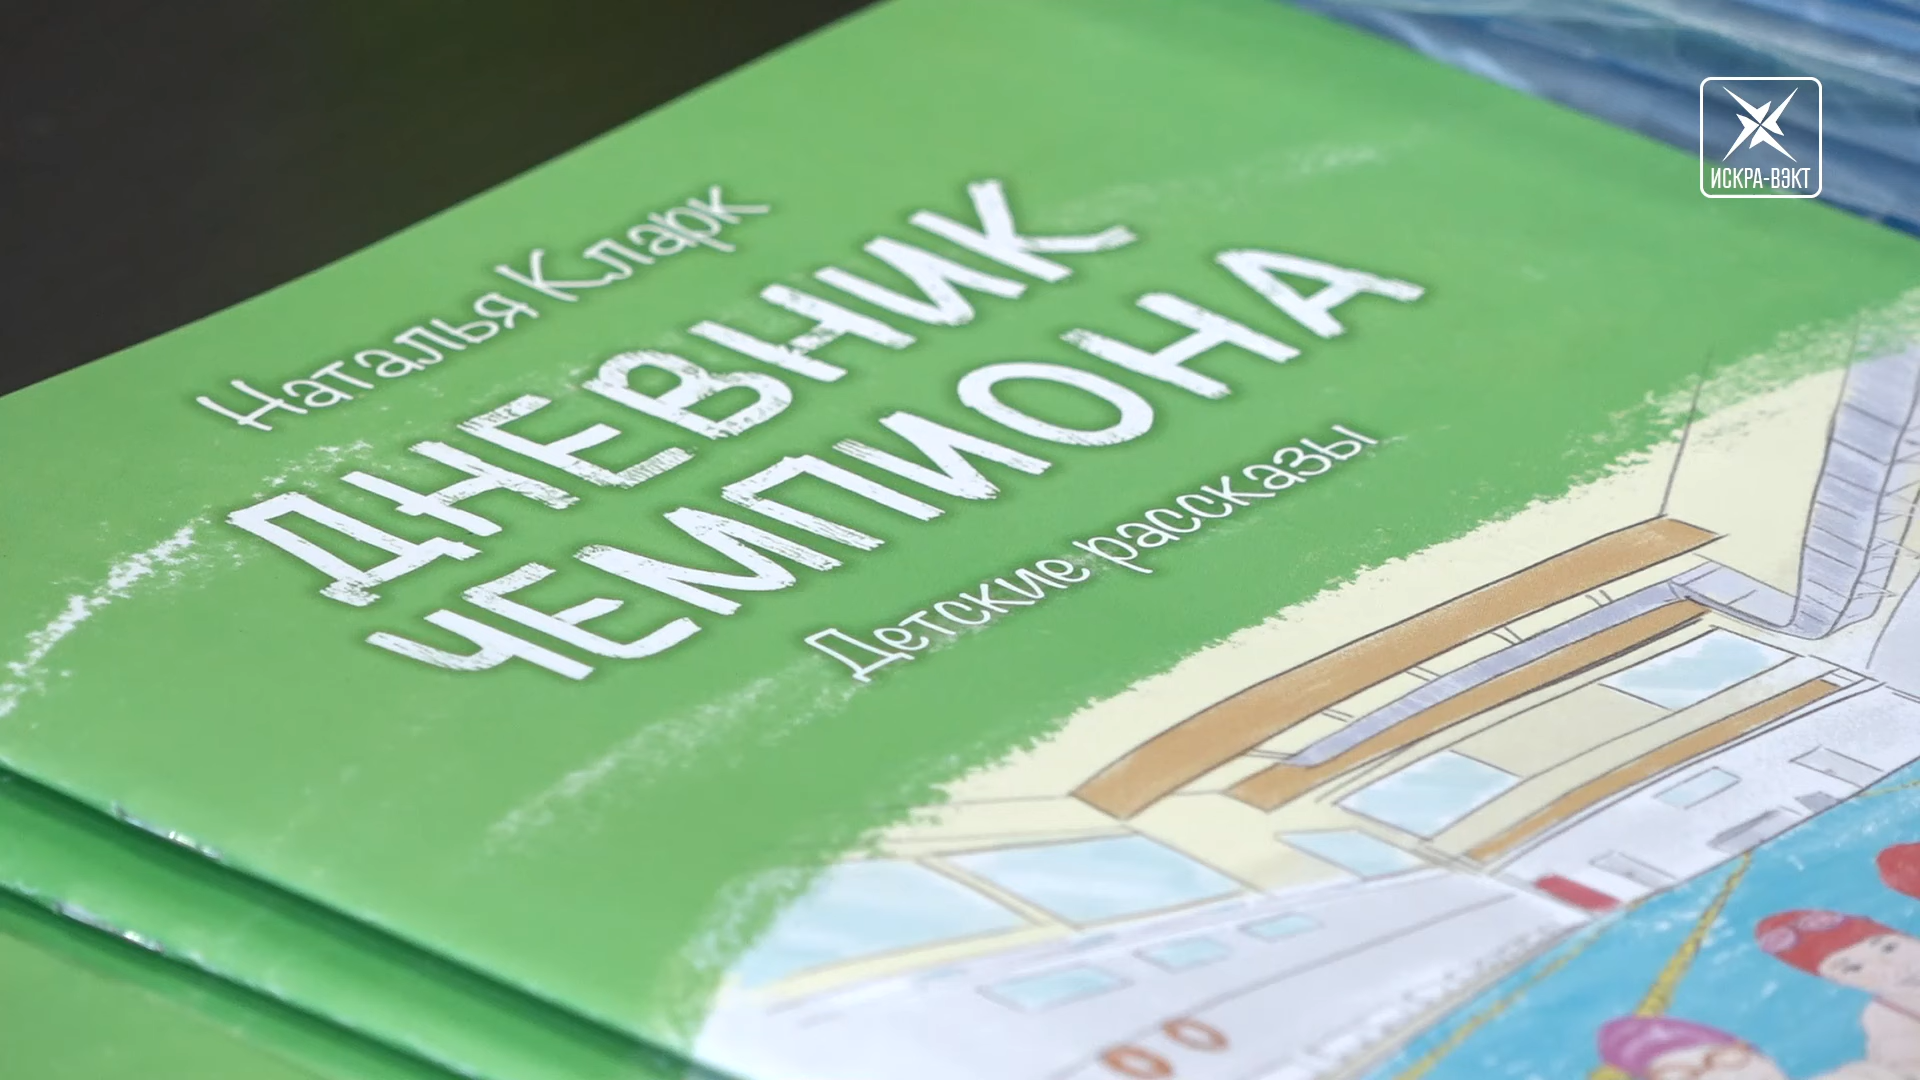 Наталья Кларк
ДНЕВНИК
ЧЕМПИОНА
Детские рассказы
ИСКРА-ВЭКТ